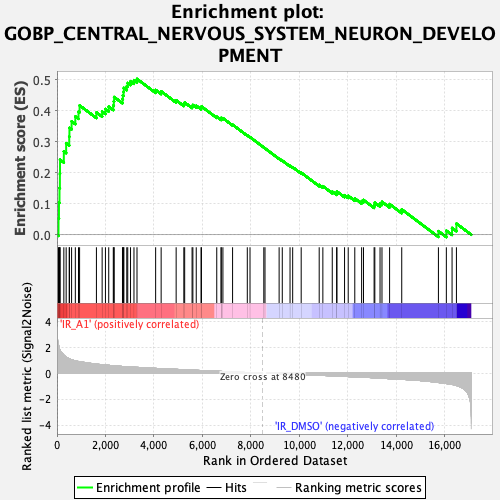 Enrichment plot:
GOBP_CENTRAL_NERVOUS_SYSTEM_NEURON_DEVELO
PMENT
Enrichment score (ES)
0.5
0.4
0.3
0.2
0.1
0.0
'IR_A1' (positively correlated)
Ranked list metric (Signal2Noise)
4
2
0
-2
-4
Zero cross at 8480
'IR_DMSO' (negatively correlated)
0 2,000 4,000 6,000 8,000 10,000 12,000 14,000 16,000
Rank in Ordered Dataset
Enrichment profile Hits Ranking metric scores